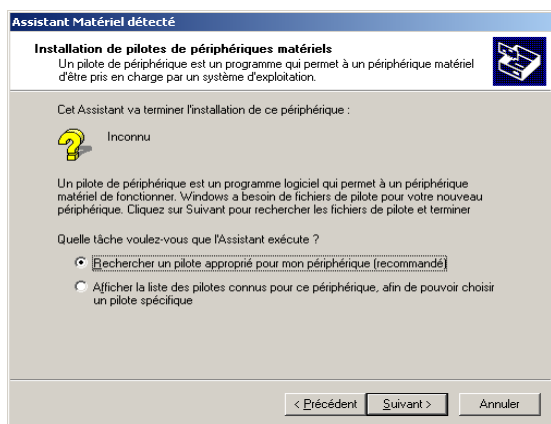 Assistant Matériel détecté
Installation de pilotes de périphériques matériels
Un pilote de périphérique est un programme qui permet à un périphérique matériel
d'être pris en charge par un système d'exploitation.
Cet Assistant va terminer l'installation de ce périphérique :
Inconnu
Un pilote de périphérique est un programme logiciel qui permet à un périphérique
matériel de fonctionner. Windows a besoin de fichiers de pilote pour votre nouveau
périphérique. Cliquez sur Suivant pour rechercher les fichiers de pilote et terminer
Quelle tâche voulez-vous que l'Assistant exécute ?
Rechercher un pilote approprié pour mon périphérique (recommandé)
Afficher la liste des pilotes connus pour ce périphérique, afin de pouvoir choisir
un pilote spécifique
< Précédent Suivant > Annuler